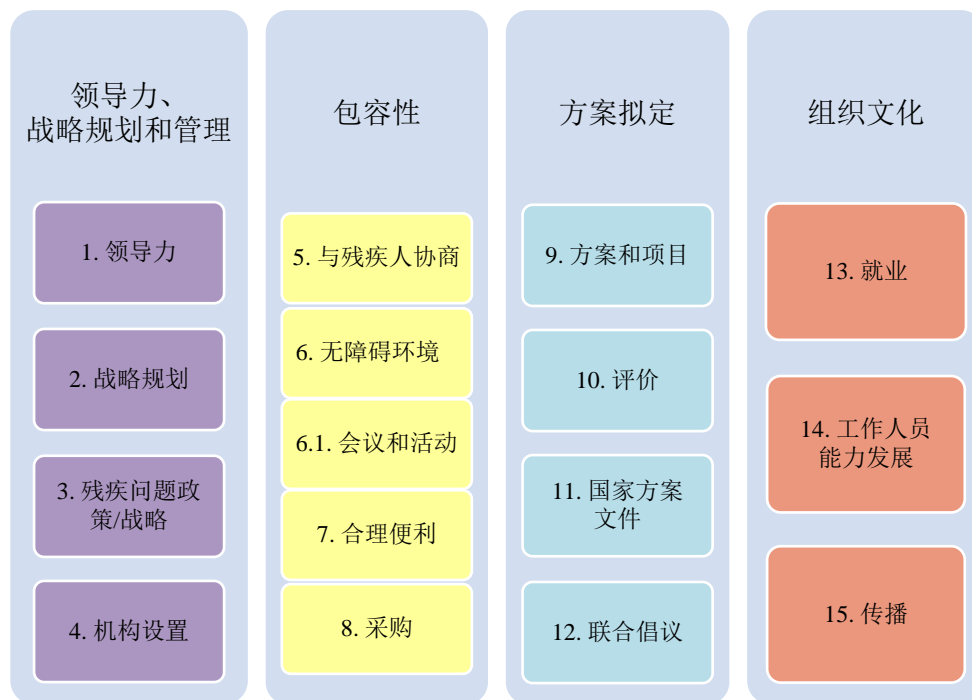 领导力、
战略规划和管理
1. 领导力
2. 战略规划
3. 残疾问题政
策/战略
4. 机构设置
包容性
5. 与残疾人协商
6. 无障碍环境
6.1. 会议和活动
7. 合理便利
8. 采购
方案拟定
9. 方案和项目
10. 评价
11. 国家方案
文件
12. 联合倡议
组织文化
13. 就业
14. 工作人员
能力发展
15. 传播